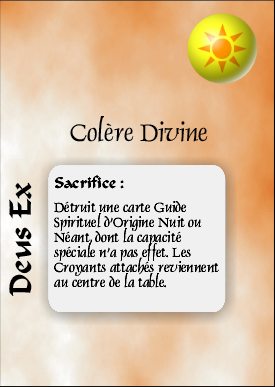 Colère Divine
Deus Ex
Sacrifice :
Détruit une carte Guide
Spirituel d'Origine Nuit ou
Néant, dont la capacité
spéciale n'a pas effet. Les
Croyants attachés reviennent
au centre de la table.